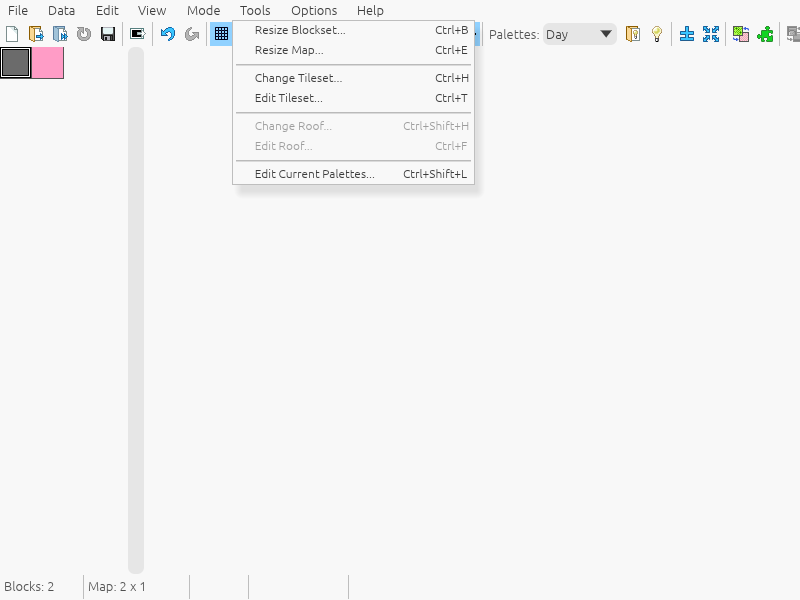 File Data Edit View Mode Tools Options Help
Palettes: Day
Resize Blockset... Ctrl+B
Resize Map... Ctrl+E
Change Tileset... Ctrl+H
Edit Tileset... Ctrl+T
Change Roof... Ctrl+Shift+H
Edit Roof... Ctrl+F
Edit Current Palettes... Ctrl+Shift+L
Blocks: 2 Map: 2 x 1